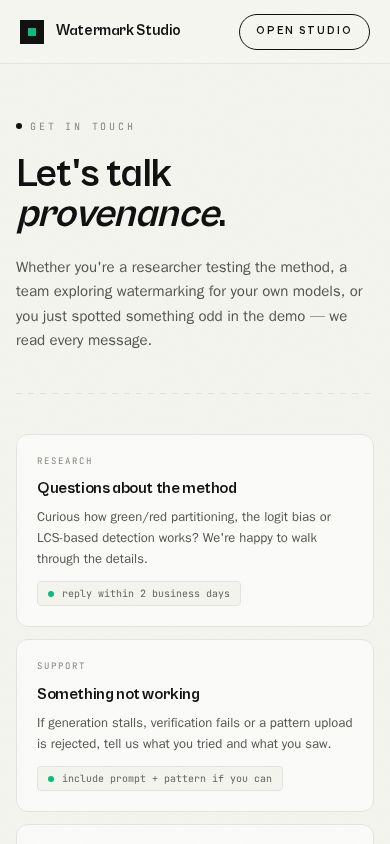 Watermark Studio
OPEN STUDIO
GET IN TOUCH
Let's talk
provenance.
Whether you're a researcher testing the method, a
team exploring watermarking for your own models, or
you just spotted something odd in the demo — we
read every message.
RESEARCH
Questions about the method
Curious how green/red partitioning, the logit bias or
LCS-based detection works? We're happy to walk
through the details.
reply within 2 business days
SUPPORT
Something not working
If generation stalls, verification fails or a pattern upload
is rejected, tell us what you tried and what you saw.
include prompt + pattern if you can